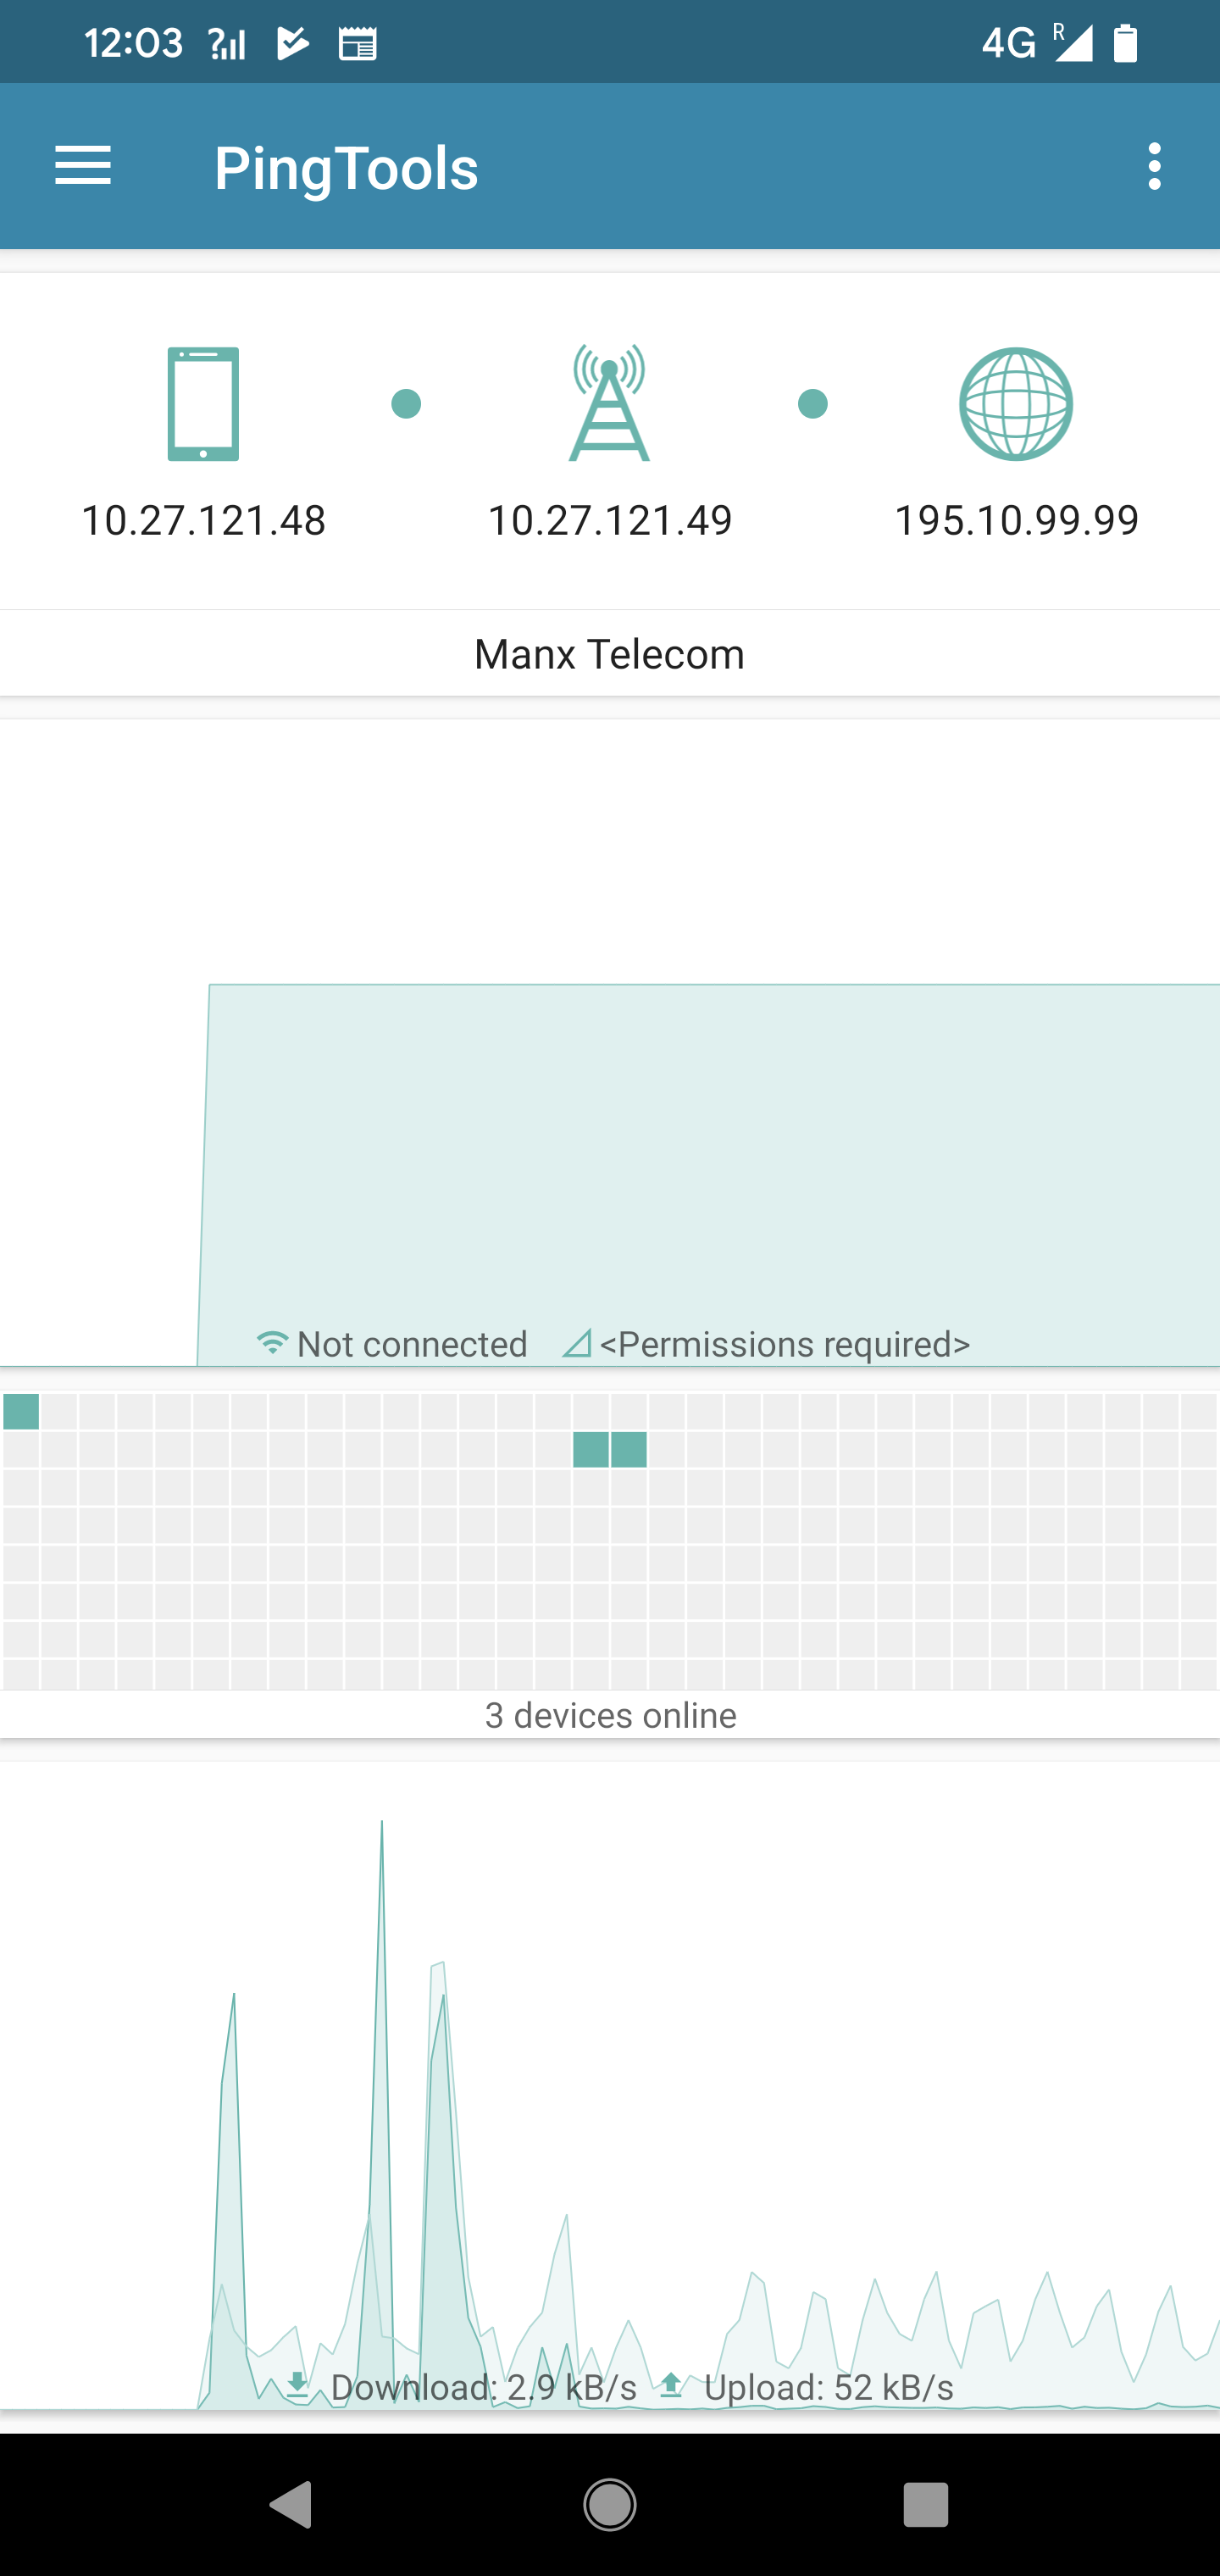 12:03 ? 4G R
PingTools
10.27.121.48 10.27.121.49 195.10.99.99
Manx Telecom
Not connected <Permissions required>
3 devices online
Download: 2.9 kB/s Upload: 52 kB/s